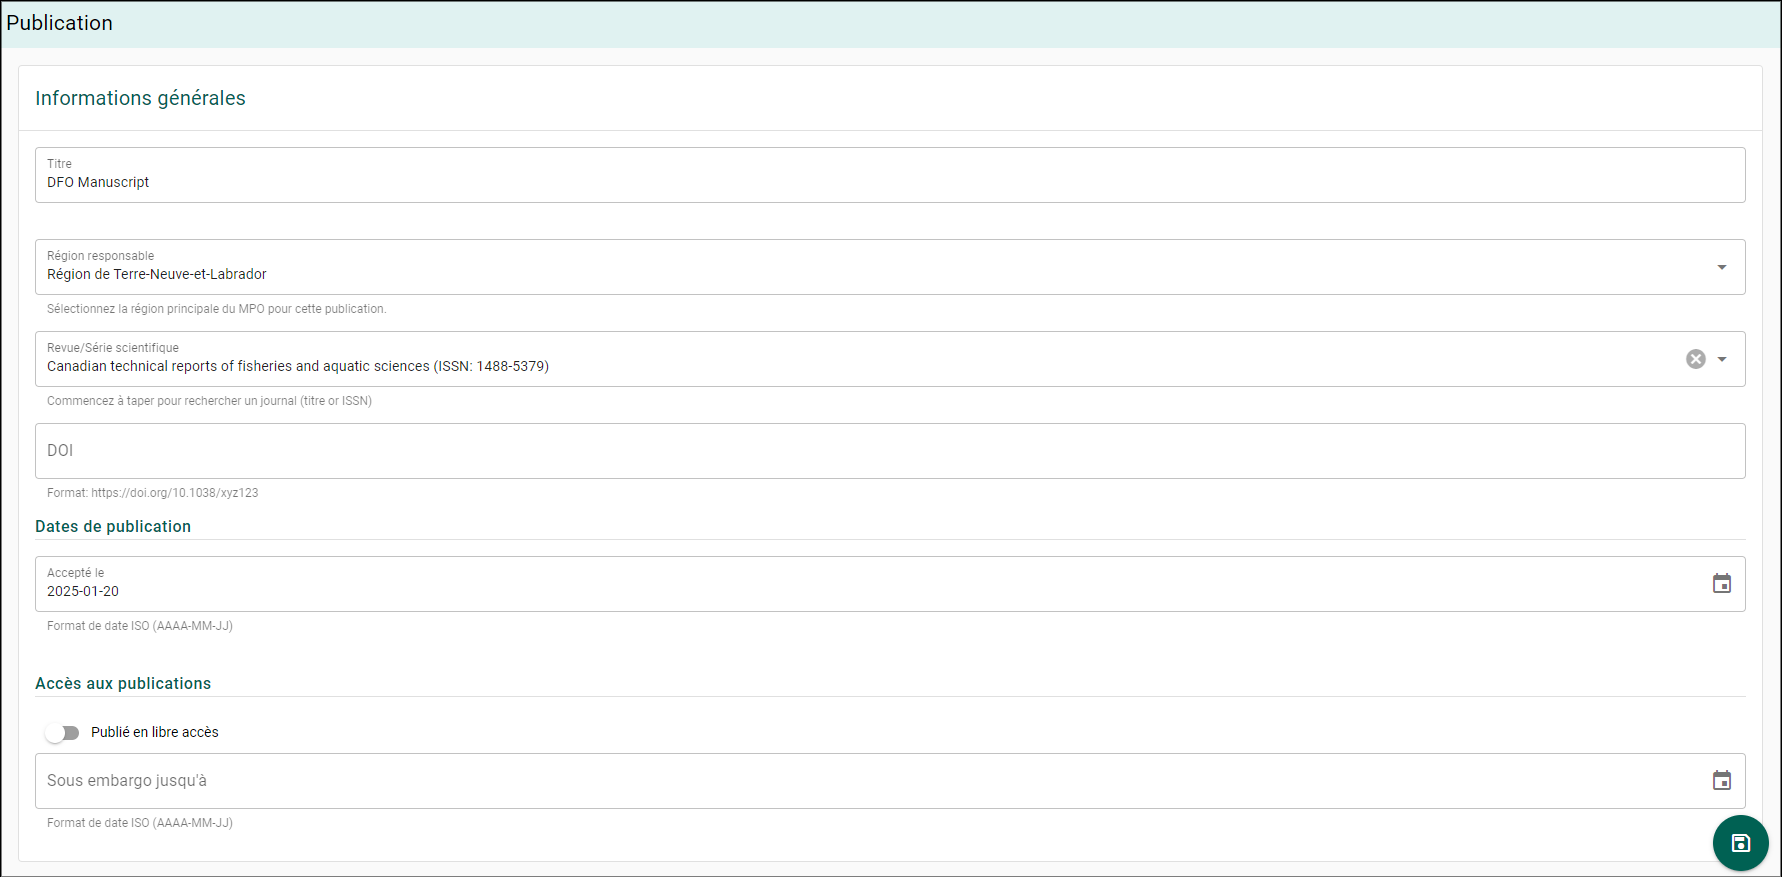 Publication
Informations générales
Titre
DFO Manuscript
Région responsable
Région de Terre-Neuve-et-Labrador
Sélectionnez la région principale du MPO pour cette publication.
Revue/Série scientifique
Canadian technical reports of fisheries and aquatic sciences (ISSN: 1488-5379)
Commencez à taper pour rechercher un journal (titre or ISSN)
DOI
Format: https://doi.org/10.1038/xyz123
Dates de publication
Accepté le
2025-01-20
Format de date ISO (AAAA-MM-JJ)
Accès aux publications
Publié en libre accès
Sous embargo jusqu'à
Format de date ISO (AAAA-MM-JJ)